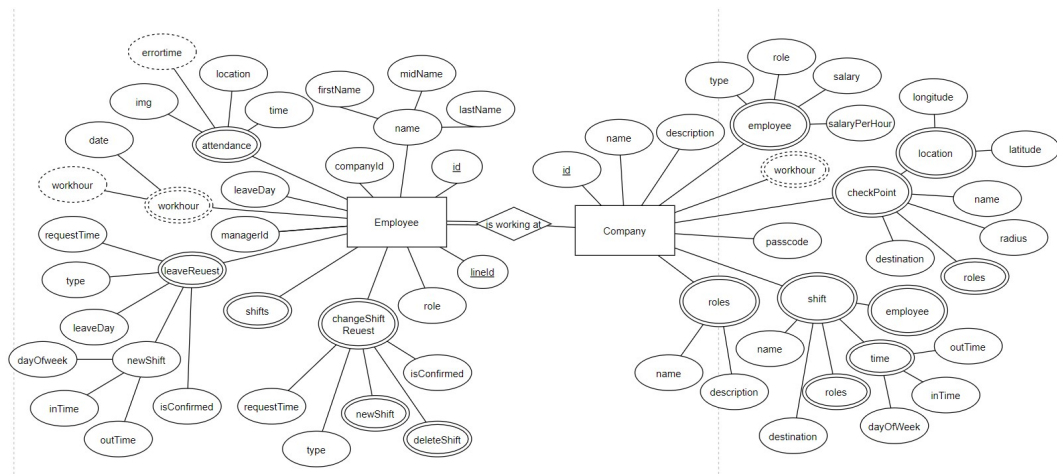 errortime
location
img
time
attendance
date
workhour
workhour
firstName
midName
lastName
name
companyId
id
leaveDay
managerId
Employee
requestTime
leaveReuest
type
leaveDay
dayOfweek
newShift
inTime
outTime
isConfirmed
shifts
changeShift
Reuest
role
lineId
isConfirmed
requestTime
newShift
type
deleteShift
is working at
Company
id
name
description
type
role
salary
salaryPerHour
employee
workhour
longitude
location
latitude
checkPoint
name
radius
roles
destination
passcode
roles
name
description
shift
employee
name
time
outTime
inTime
dayOfWeek
roles
destination